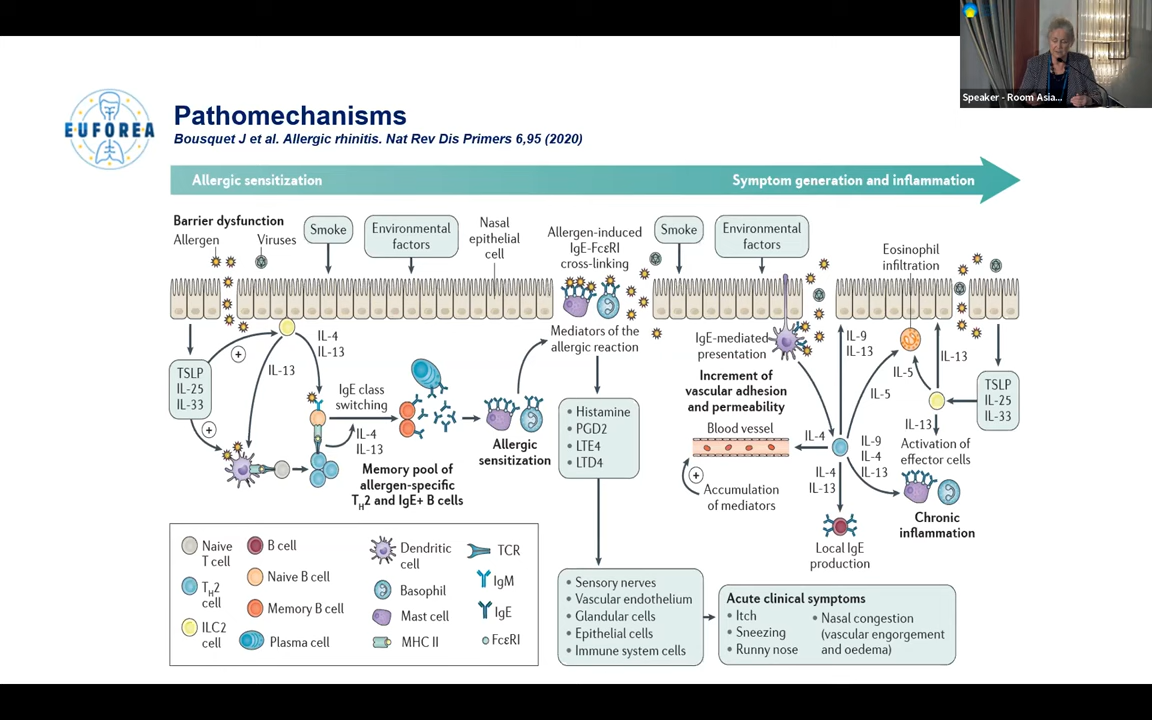 Speaker - Room Asia...
EUFOREA
Pathomechanisms
Bousquet J et al. Allergic rhinitis. Nat Rev Dis Primers 6,95 (2020)
Allergic sensitization
Symptom generation and inflammation
Barrier dysfunction
Allergen
Viruses
Smoke
Environmental
factors
Nasal
epithelial
cell
Allergen-induced
IgE-FcεRI
cross-linking
Smoke
Environmental
factors
Eosinophil
infiltration
TSLP
IL-25
IL-33
+
+
IL-13
IL-4
IL-13
IgE class
switching
IL-4
IL-13
Memory pool of
allergen-specific
TH2 and IgE+ B cells
Allergic
sensitization
Mediators of the
allergic reaction
• Histamine
• PGD2
• LTE4
• LTD4
IgE-mediated
presentation
Increment of
vascular adhesion
and permeability
Blood vessel
+
Accumulation
of mediators
IL-4
IL-9
IL-13
IL-5
IL-5
IL-13
TSLP
IL-25
IL-33
IL-13
Activation of
effector cells
IL-9
IL-4
IL-13
IL-4
IL-13
Chronic
inflammation
Local IgE
production
Naive
T cell
TH2
cell
ILC2
cell
B cell
Naive B cell
Memory B cell
Plasma cell
Dendritic
cell
Basophil
Mast cell
MHC II
TCR
IgM
IgE
FcεRI
• Sensory nerves
• Vascular endothelium
• Glandular cells
• Epithelial cells
• Immune system cells
Acute clinical symptoms
• Itch
• Sneezing
• Runny nose
• Nasal congestion
(vascular engorgement
and oedema)